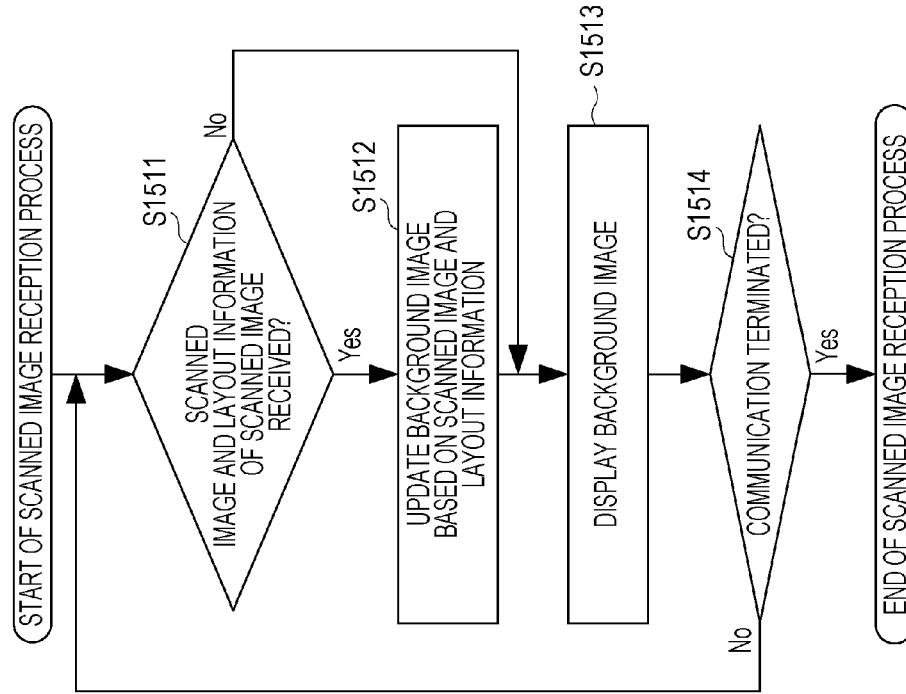 START OF SCANNED IMAGE RECEPTION PROCESS
S1511
SCANNED
IMAGE AND LAYOUT INFORMATION
OF SCANNED IMAGE
RECEIVED?
No
Yes
S1512
UPDATE BACKGROUND IMAGE
BASED ON SCANNED IMAGE AND
LAYOUT INFORMATION
S1513
DISPLAY BACKGROUND IMAGE
S1514
COMMUNICATION TERMINATED?
No
Yes
END OF SCANNED IMAGE RECEPTION PROCESS